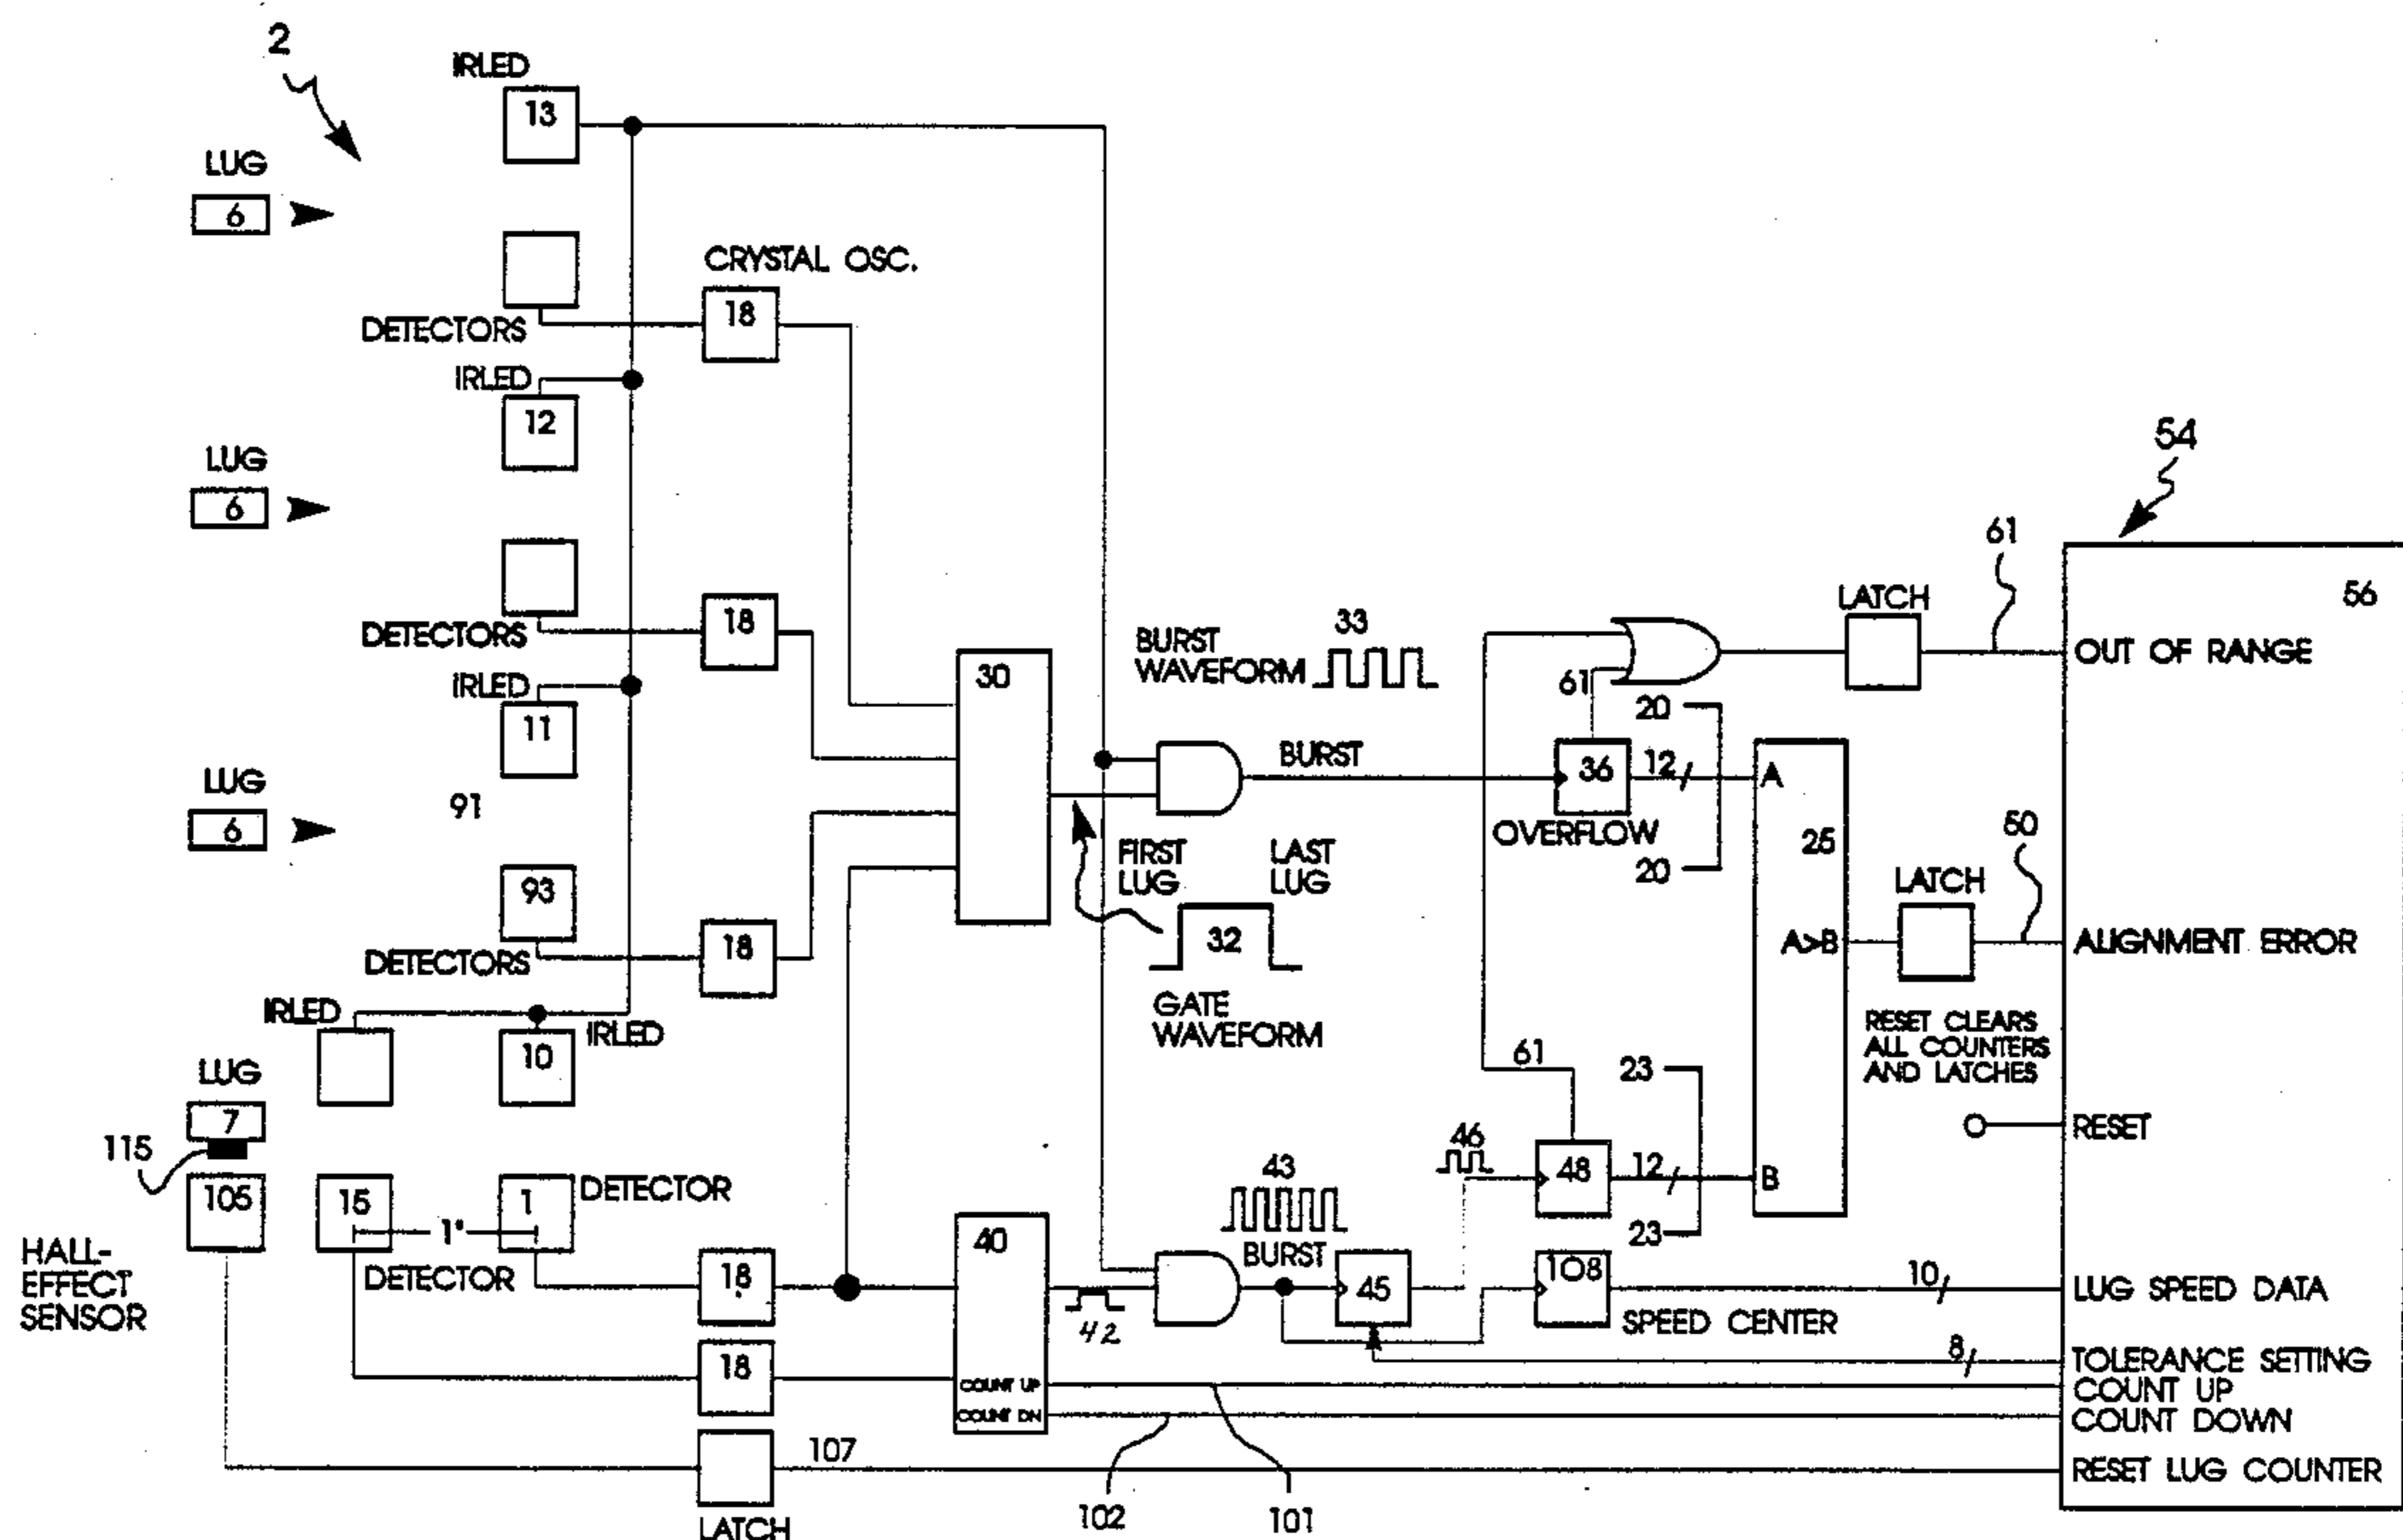 2
IRLED
13
LUG
6
CRYSTAL OSC.
18
DETECTORS
IRLED
12
54
LUG
6
61
56
LATCH
33
BURST
WAVEFORM
OUT OF RANGE
DETECTORS
18
30
61
IRLED
11
20
BURST
36
12
A
LUG
6
91
OVERFLOW
25
50
FIRST
LUG
LAST
LUG
20
LATCH
93
32
A>B
ALIGNMENT ERROR
DETECTORS
18
GATE
WAVEFORM
IRLED
IRLED
10
RESET CLEARS
ALL COUNTERS
AND LATCHES
61
23
LUG
7
RESET
115
46
43
48
12
B
105
15
1
DETECTOR
1"
23
HALL-
EFFECT
SENSOR
DETECTOR
18
40
BURST
42
45
108
SPEED CENTER
10
LUG SPEED DATA
8
TOLERANCE SETTING
18
COUNT UP
COUNT UP
COUNT DN
COUNT DOWN
107
RESET LUG COUNTER
LATCH
102
101